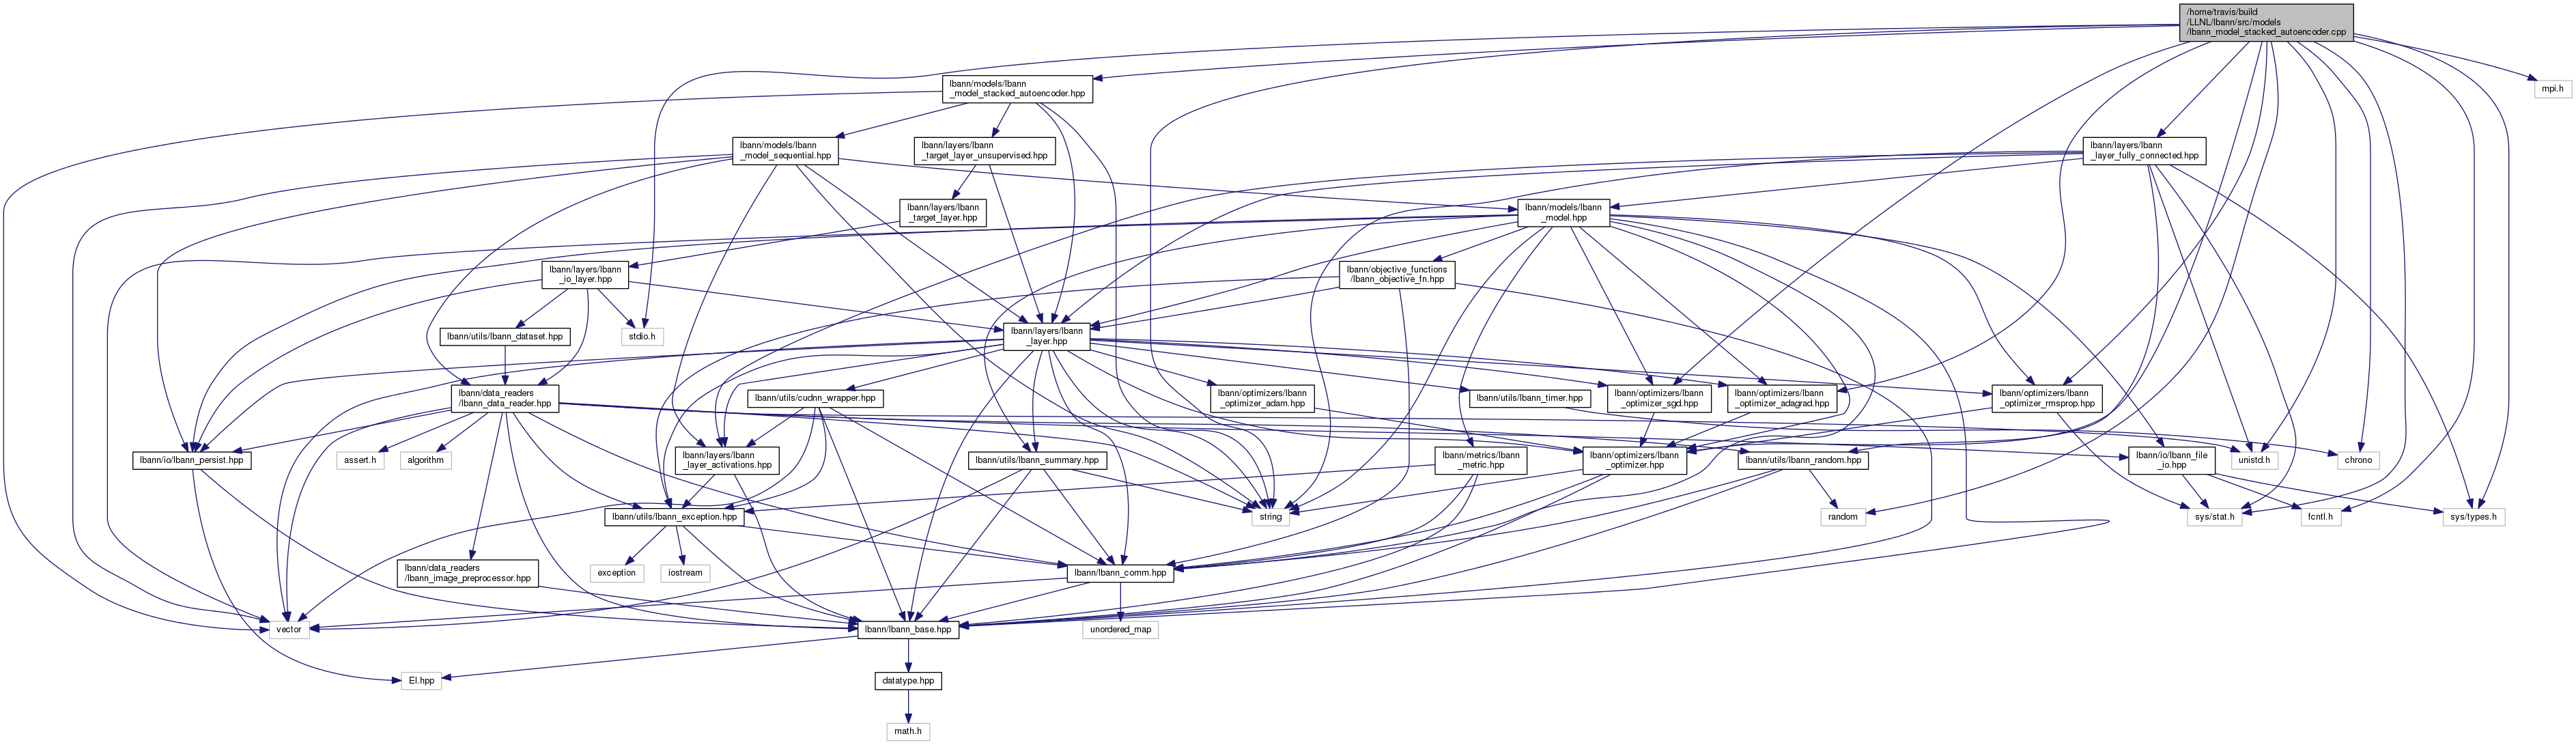 /home/travis/build
/LLNL/lbann/src/models
/lbann_model_stacked_autoencoder.cpp
lbann/models/lbann
_model_stacked_autoencoder.hpp
mpi.h
lbann/models/lbann
_model_sequential.hpp
lbann/layers/lbann
_target_layer_unsupervised.hpp
lbann/layers/lbann
_layer_fully_connected.hpp
lbann/layers/lbann
_target_layer.hpp
lbann/models/lbann
_model.hpp
lbann/layers/lbann
_io_layer.hpp
lbann/objective_functions
/lbann_objective_fn.hpp
lbann/utils/lbann_dataset.hpp
stdio.h
lbann/layers/lbann
_layer.hpp
lbann/data_readers
/lbann_data_reader.hpp
lbann/utils/cudnn_wrapper.hpp
lbann/optimizers/lbann
_optimizer_adam.hpp
lbann/utils/lbann_timer.hpp
lbann/optimizers/lbann
_optimizer_sgd.hpp
lbann/optimizers/lbann
_optimizer_adagrad.hpp
lbann/optimizers/lbann
_optimizer_rmsprop.hpp
lbann/io/lbann_persist.hpp
assert.h
algorithm
lbann/layers/lbann
_layer_activations.hpp
lbann/utils/lbann_summary.hpp
lbann/metrics/lbann
_metric.hpp
lbann/optimizers/lbann
_optimizer.hpp
lbann/utils/lbann_random.hpp
lbann/io/lbann_file
_io.hpp
unistd.h
chrono
lbann/utils/lbann_exception.hpp
string
random
sys/stat.h
fcntl.h
sys/types.h
lbann/data_readers
/lbann_image_preprocessor.hpp
exception
iostream
lbann/lbann_comm.hpp
vector
lbann/lbann_base.hpp
unordered_map
El.hpp
datatype.hpp
math.h